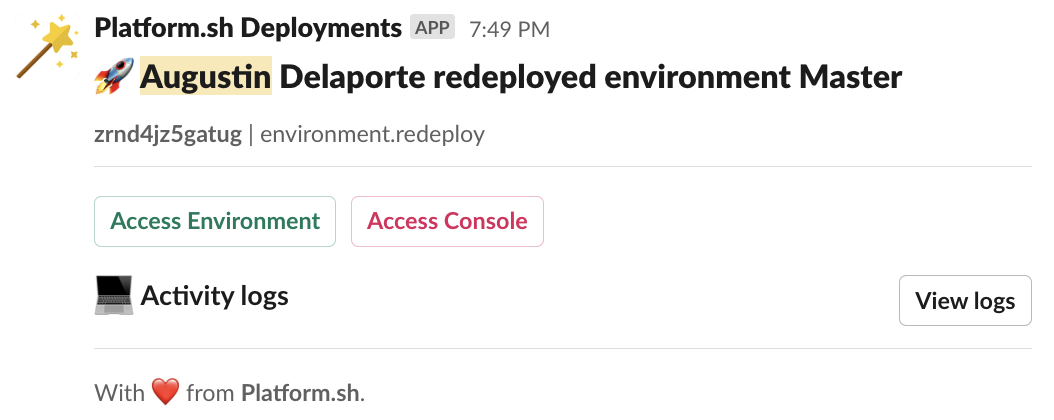 Platform.sh Deployments APP 7:49 PM
🚀 Augustin Delaporte redeployed environment Master
zrnd4jz5gatug | environment.redeploy
Access Environment Access Console
💻 Activity logs View logs
With ❤️ from Platform.sh.